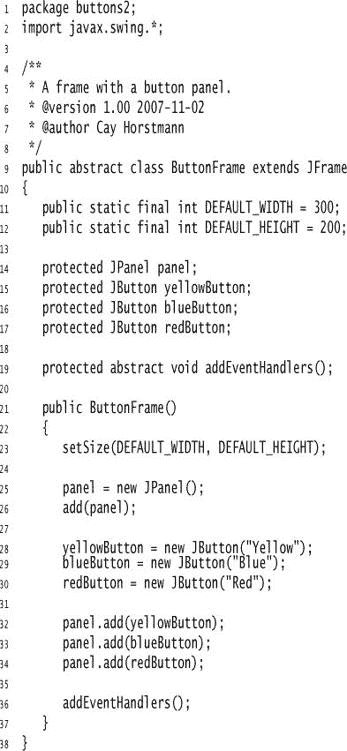 1 package buttons2;
2 import javax.swing.*;
3
4 /**
5  * A frame with a button panel.
6  * @version 1.00 2007-11-02
7  * @author Cay Horstmann
8  */
9 public abstract class ButtonFrame extends JFrame
10 {
11    public static final int DEFAULT_WIDTH = 300;
12    public static final int DEFAULT_HEIGHT = 200;
13
14    protected JPanel panel;
15    protected JButton yellowButton;
16    protected JButton blueButton;
17    protected JButton redButton;
18
19    protected abstract void addEventHandlers();
20
21    public ButtonFrame()
22    {
23       setSize(DEFAULT_WIDTH, DEFAULT_HEIGHT);
24
25       panel = new JPanel();
26       add(panel);
27
28       yellowButton = new JButton("Yellow");
29       blueButton = new JButton("Blue");
30       redButton = new JButton("Red");
31
32       panel.add(yellowButton);
33       panel.add(blueButton);
34       panel.add(redButton);
35
36       addEventHandlers();
37    }
38 }